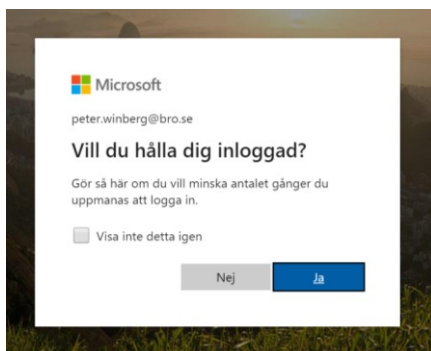 Microsoft
peter.winberg@bro.se
Vill du hålla dig inloggad?
Gör så här om du vill minska antalet gånger du
uppmanas att logga in.
Visa inte detta igen
Nej
Ja